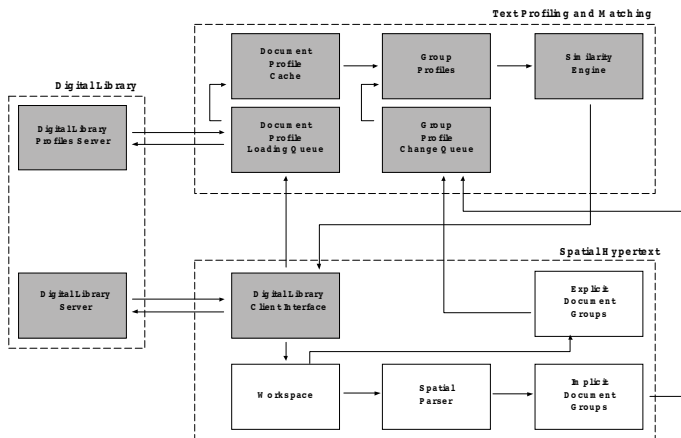 Text Profiling and Matching
Document
Profile
Cache
Group
Profiles
Similarity
Engine
Digital Library
Digital Library
Profiles Server
Document
Profile
Loading Queue
Group
Profile
Change Queue
Spatial Hypertext
Digital Library
Server
Digital Library
Client Interface
Explicit
Document
Groups
Workspace
Spatial
Parser
Implicit
Document
Groups